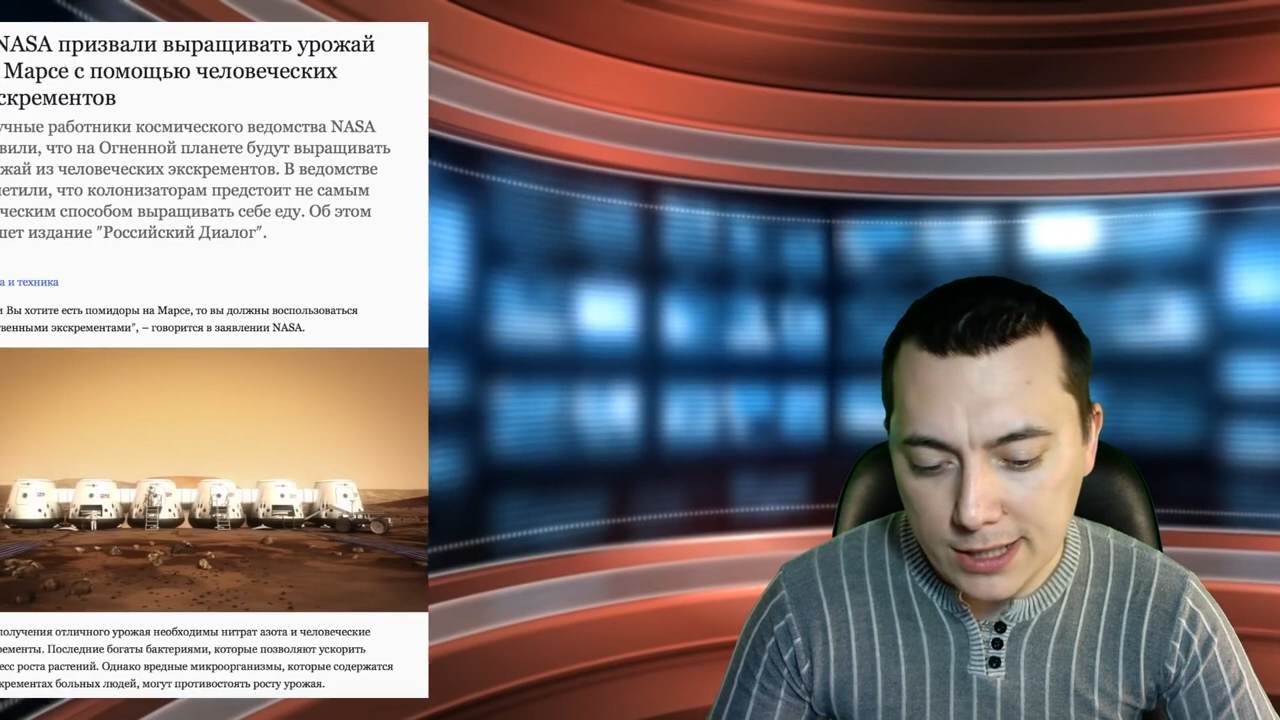 NASA призвали выращивать урожай
Марсе с помощью человеческих
скрементов
учные работники космического ведомства NASA
вили, что на Огненной планете будут выращивать
жай из человеческих экскрементов. В ведомстве
етили, что колонизаторам предстоит не самым
ческим способом выращивать себе еду. Об этом
шет издание "Российский Диалог".
а и техника
и Вы хотите есть помидоры на Марсе, то вы должны воспользоваться
твенными экскрементами", – говорится в заявлении NASA.
получения отличного урожая необходимы нитрат азота и человеческие
ременты. Последние богаты бактериями, которые позволяют ускорить
есс роста растений. Однако вредные микроорганизмы, которые содержатся
скрементах больных людей, могут противостоять росту урожая.